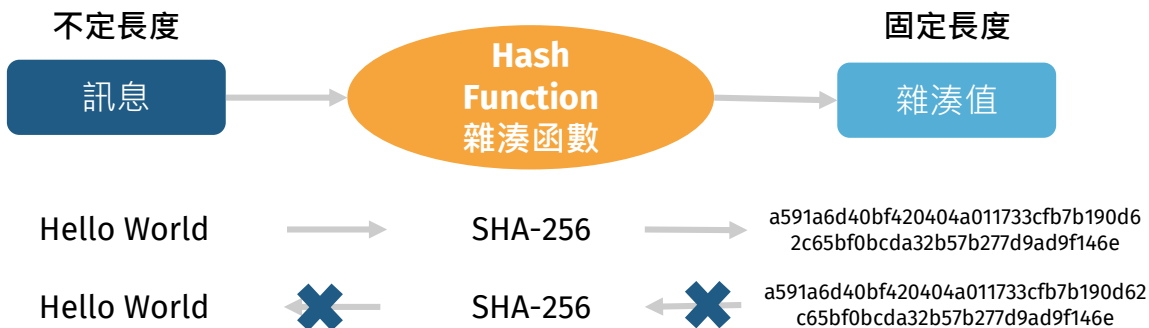 不定長度
固定長度
訊息
Hash
Function
雜湊函數
雜湊值
Hello World
SHA-256
a591a6d40bf420404a011733cfb7b190d6
2c65bf0bcda32b57b277d9ad9f146e
Hello World
SHA-256
a591a6d40bf420404a011733cfb7b190d62
c65bf0bcda32b57b277d9ad9f146e